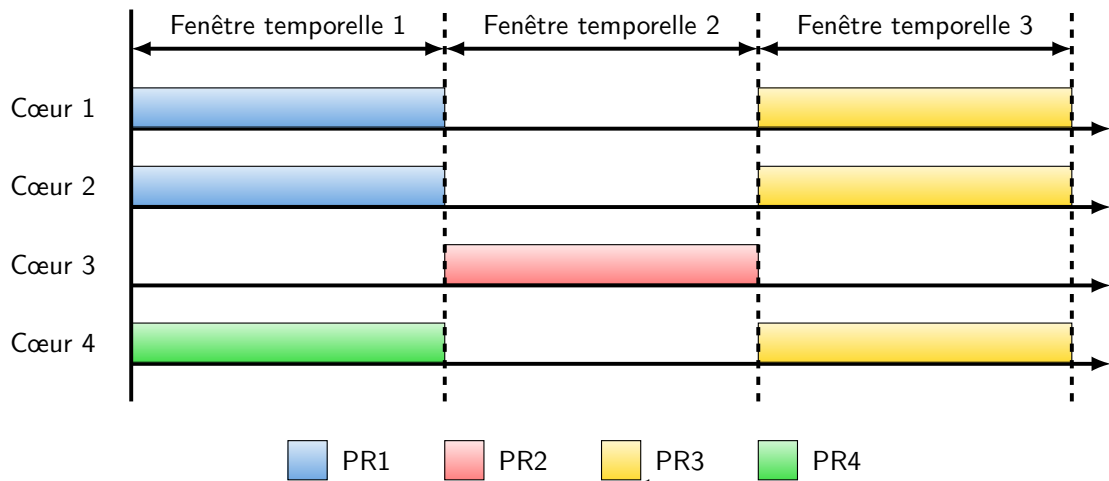 Fenêtre temporelle 1 Fenêtre temporelle 2 Fenêtre temporelle 3
Cœur 1
Cœur 2
Cœur 3
Cœur 4
PR1 PR2 PR3 PR4